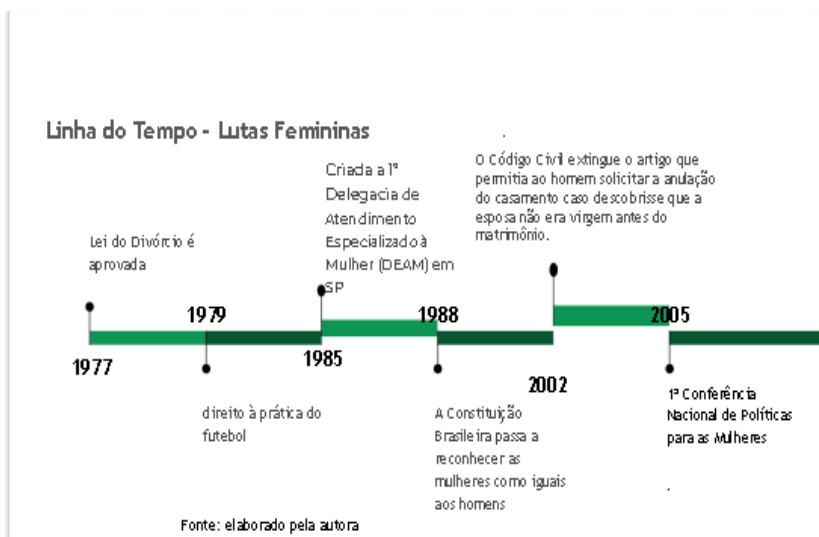 Linha do Tempo - Lutas Femininas
Lei do Divórcio é
aprovada
1977
1979
direito à prática do
futebol
Criada a 1ª
Delegacia de
Atendimento
Especializado à
Mulher (DEAM) em
SP
1985
1988
A Constituição
Brasileira passa a
reconhecer as
mulheres como iguais
aos homens
O Código Civil extingue o artigo que
permitia ao homem solicitar a anulação
do casamento caso descobrisse que a
esposa não era virgem antes do
matrimônio.
2002
2005
1ª Conferência
Nacional de Políticas
para as Mulheres
Fonte: elaborado pela autora